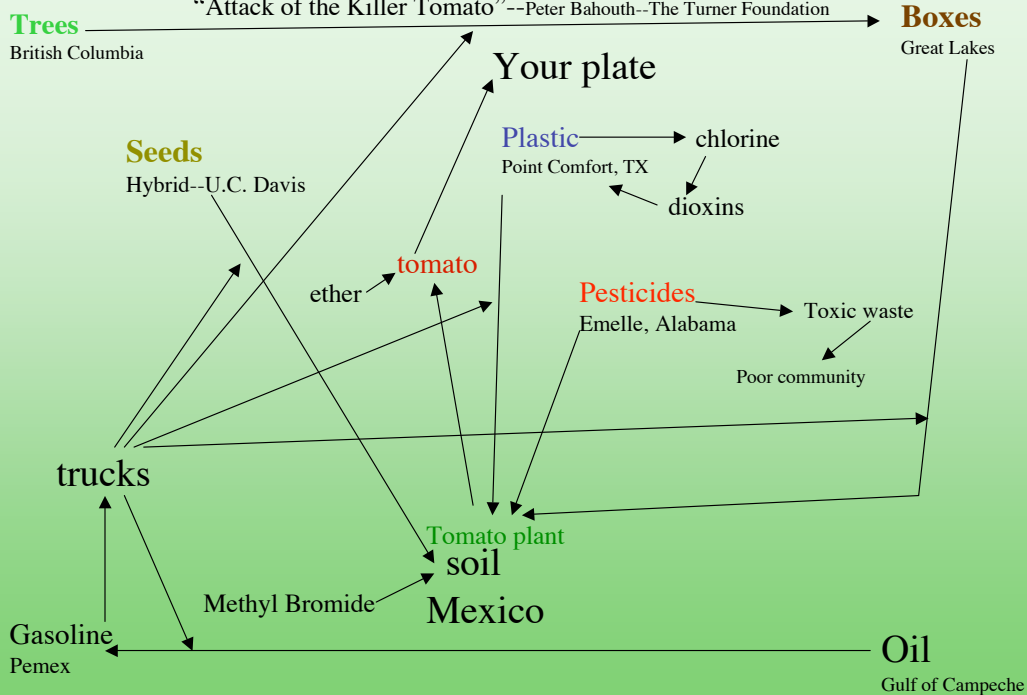 “Attack of the Killer Tomato”--Peter Bahouth--The Turner Foundation
Trees
British Columbia
Boxes
Great Lakes
Your plate
Plastic
Point Comfort, TX
chlorine
dioxins
Seeds
Hybrid--U.C. Davis
tomato
ether
Pesticides
Emelle, Alabama
Toxic waste
Poor community
trucks
Tomato plant
soil
Mexico
Methyl Bromide
Gasoline
Pemex
Oil
Gulf of Campeche